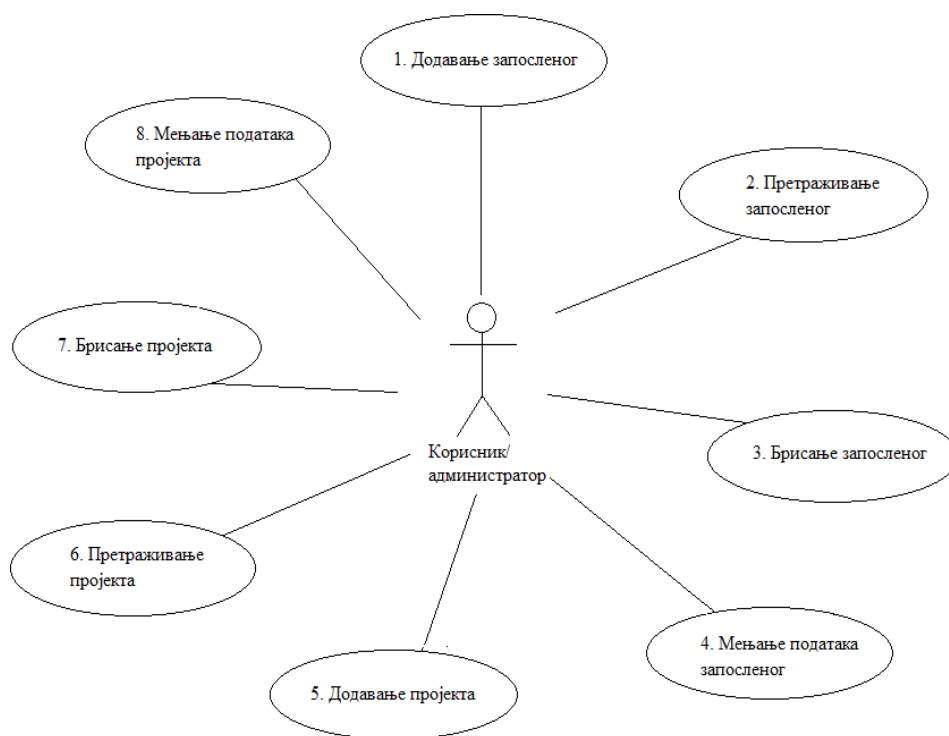 1. Додавање запосленог
8. Мењање података
пројекта
2. Претраживање
запосленог
7. Брисање пројекта
Корисник/
администратор
3. Брисање запосленог
6. Претраживање
пројекта
4. Мењање података
запосленог
5. Додавање пројекта